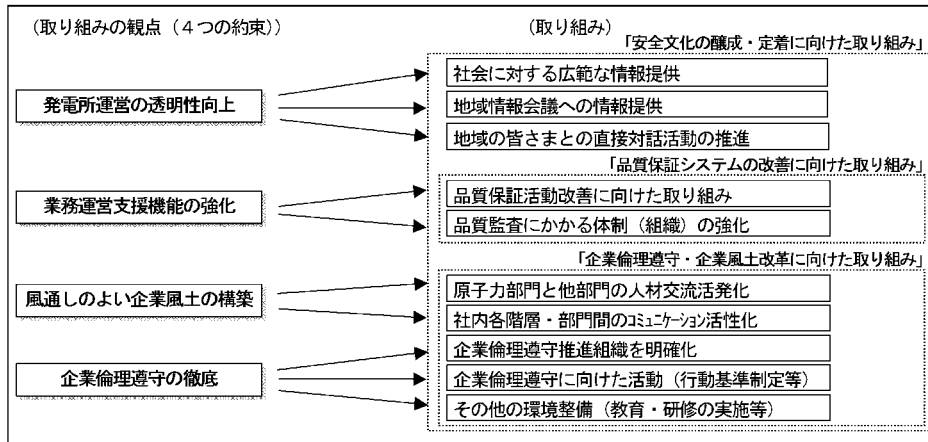 (取り組みの観点（４つの約束）)
(取り組み)
「安全文化の醸成・定着に向けた取り組み」
発電所運営の透明性向上
社会に対する広範な情報提供
地域情報会議への情報提供
地域の皆さまとの直接対話活動の推進
「品質保証システムの改善に向けた取り組み」
業務運営支援機能の強化
品質保証活動改善に向けた取り組み
品質監査にかかる体制（組織）の強化
「企業倫理遵守・企業風土改革に向けた取り組み」
風通しのよい企業風土の構築
原子力部門と他部門の人材交流活発化
社内各階層・部門間のｺﾐｭﾆｹｰｼｮﾝ活性化
企業倫理遵守の徹底
企業倫理遵守推進組織を明確化
企業倫理遵守に向けた活動（行動基準制定等）
その他の環境整備（教育・研修の実施等）